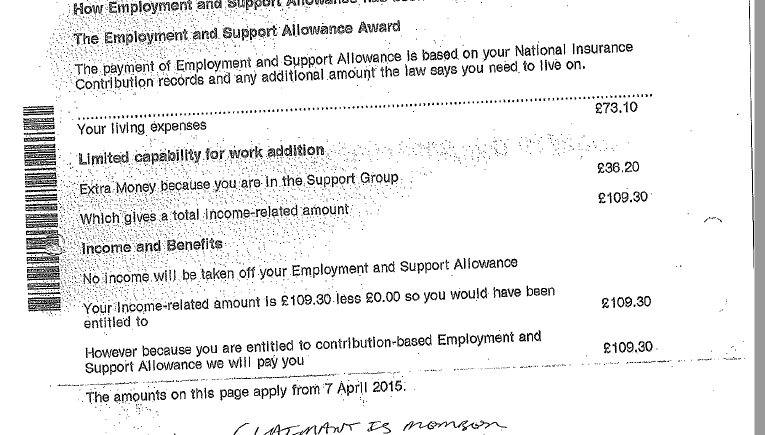 How Employment and Support Allowance has been
The Employment and Support Allowance Award
The payment of Employment and Support Allowance is based on your National Insurance
Contribution records and any additional amount the law says you need to live on.
Your living expenses £73.10
Limited capability for work addition
Extra Money because you are in the Support Group £36.20
Which gives a total income-related amount £109.30
Income and Benefits
No income will be taken off your Employment and Support Allowance
Your income-related amount is £109.30 less £0.00 so you would have been
entitled to £109.30
However because you are entitled to contribution-based Employment and
Support Allowance we will pay you £109.30
The amounts on this page apply from 7 April 2015.
CLAIMANT IS